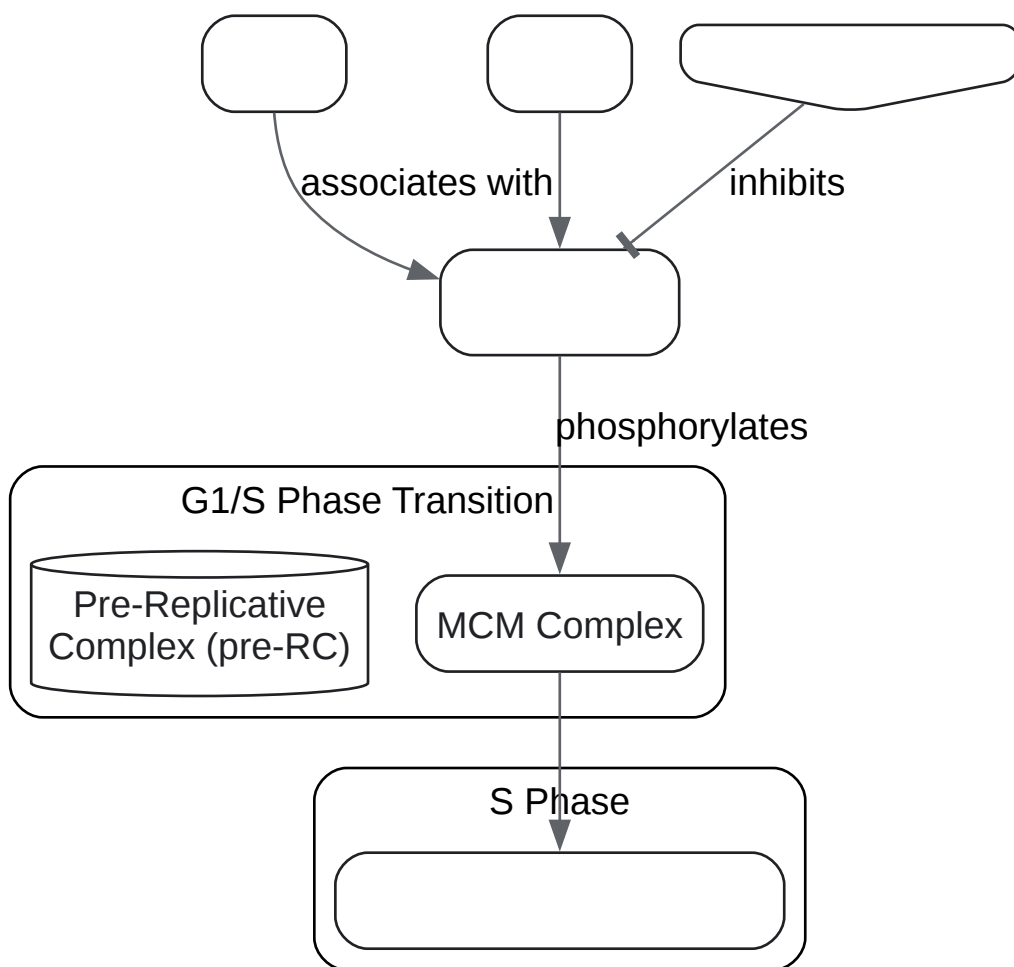 associates with
inhibits
phosphorylates
G1/S Phase Transition
Pre-Replicative
Complex (pre-RC)
MCM Complex
S Phase